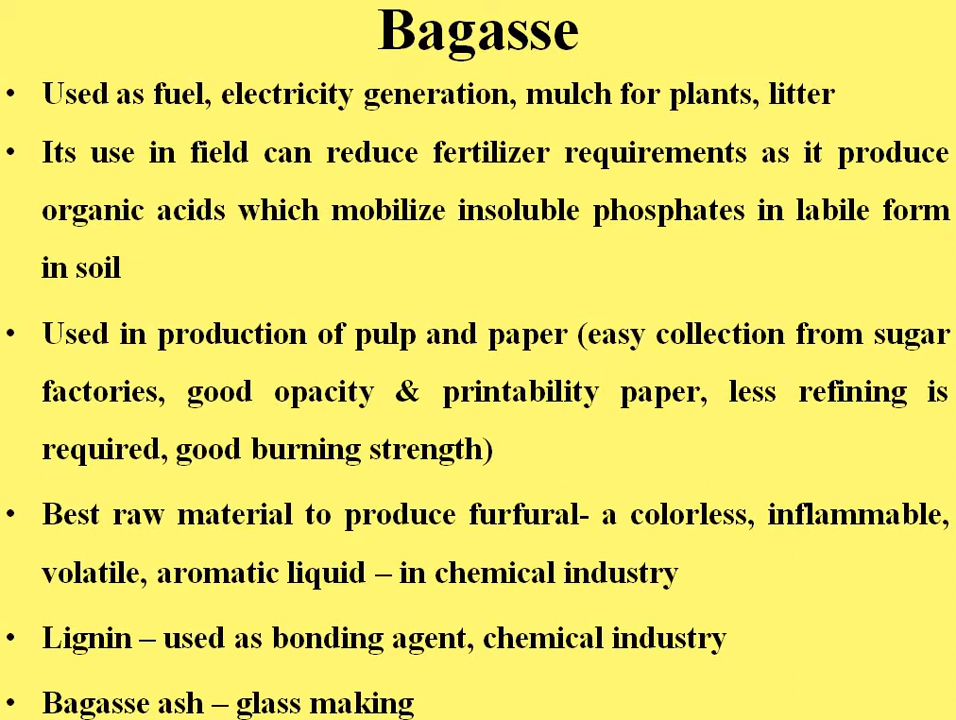 Bagasse
• Used as fuel, electricity generation, mulch for plants, litter
• Its use in field can reduce fertilizer requirements as it produce
organic acids which mobilize insoluble phosphates in labile form
in soil
• Used in production of pulp and paper (easy collection from sugar
factories, good opacity & printability paper, less refining is
required, good burning strength)
• Best raw material to produce furfural- a colorless, inflammable,
volatile, aromatic liquid – in chemical industry
• Lignin – used as bonding agent, chemical industry
• Bagasse ash – glass making